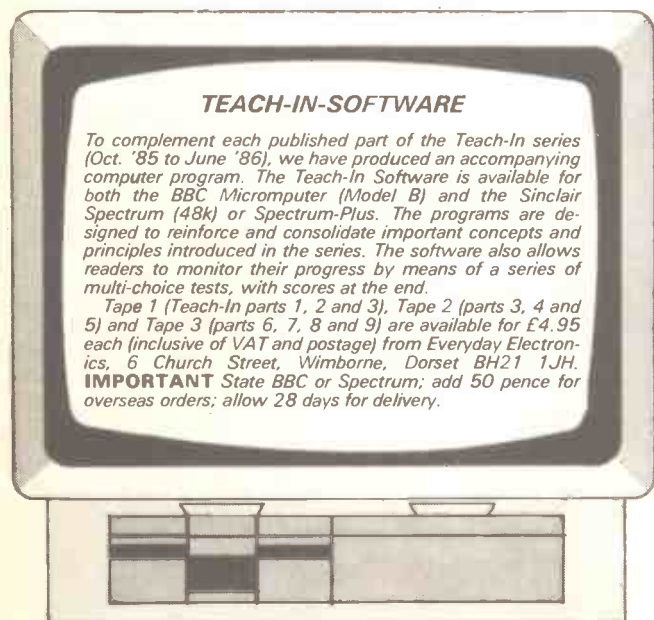 TEACH-IN-SOFTWARE
To complement each published part of the Teach-In series
(Oct. '85 to June '86), we have produced an accompanying
computer program. The Teach-In Software is available for
both the BBC Micromputer (Model B) and the Sinclair
Spectrum (48k) or Spectrum-Plus. The programs are de-
signed to reinforce and consolidate important concepts and
principles introduced in the series. The software also allows
readers to monitor their progress by means of a series of
multi-choice tests, with scores at the end.
Tape 1 (Teach-In parts 1, 2 and 3), Tape 2 (parts 3, 4 and
5) and Tape 3 (parts 6, 7, 8 and 9) are available for £4.95
each (inclusive of VAT and postage) from Everyday Electron-
ics, 6 Church Street, Wimborne, Dorset BH21 1JH.
IMPORTANT State BBC or Spectrum; add 50 pence for
overseas orders; allow 28 days for delivery.